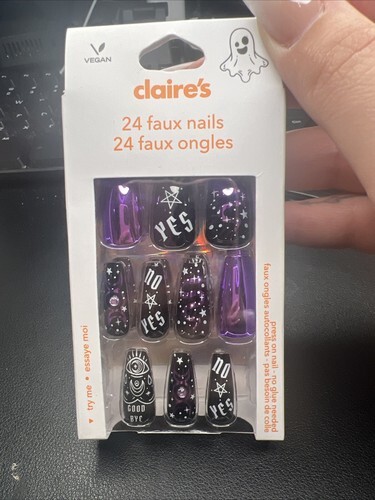 VEGAN
claire's
24 faux nails
24 faux ongles
YES
NO
YES
GOOD
BYE
NO
YES
try me • essaye moi
press on nail - no glue needed
faux ongles autocollants - pas besoin de colle